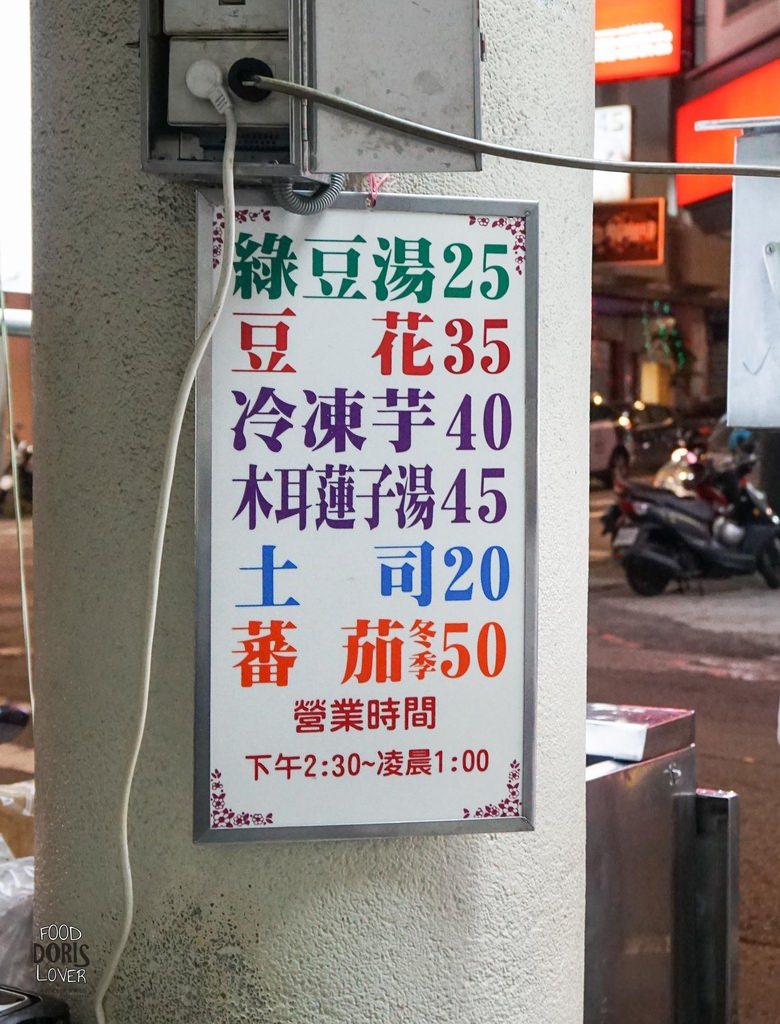 綠豆湯25
豆花35
冷凍芋40
木耳蓮子湯45
土司20
蕃茄冬季50
營業時間
下午2:30~凌晨1:00
FOOD
DORIS
LOVER